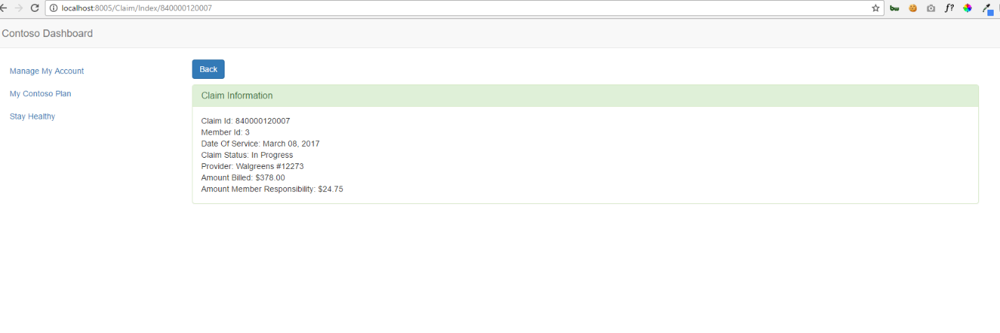 localhost:8005/Claim/Index/840000120007
bw
f?
Contoso Dashboard
Manage My Account
My Contoso Plan
Stay Healthy
Back
Claim Information
Claim Id: 840000120007
Member Id: 3
Date Of Service: March 08, 2017
Claim Status: In Progress
Provider: Walgreens #12273
Amount Billed: $378.00
Amount Member Responsibility: $24.75